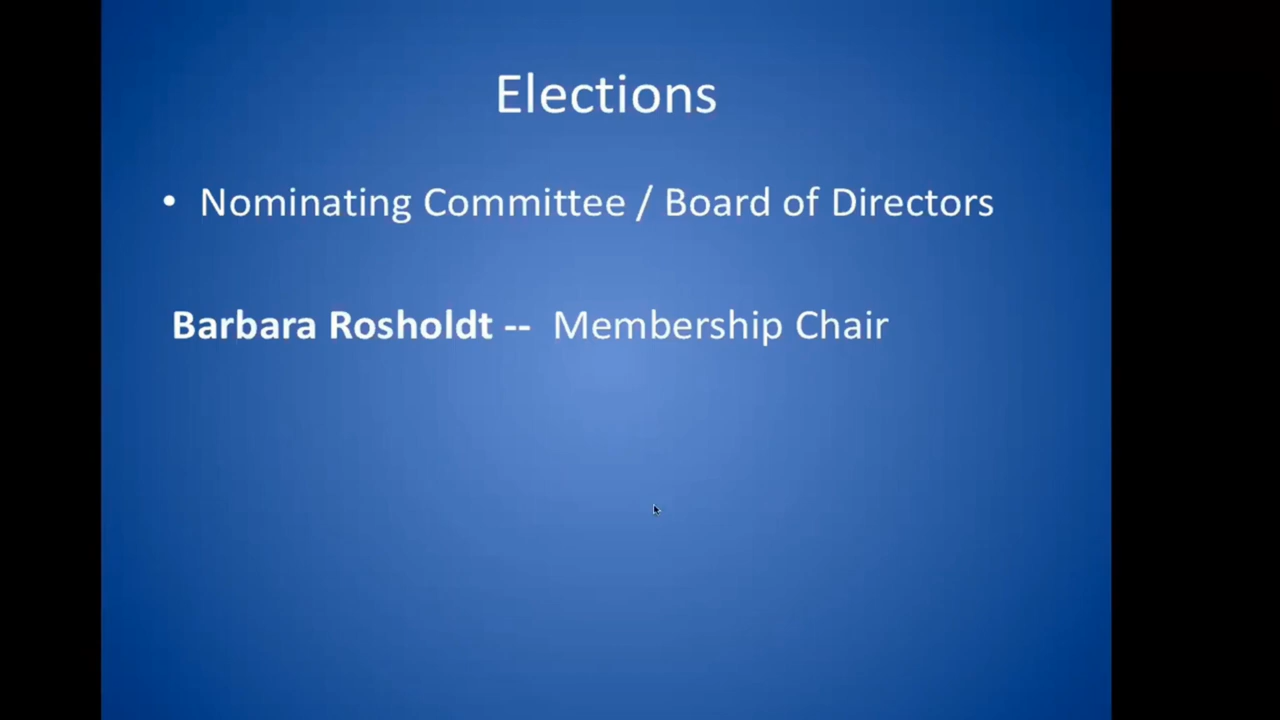 Elections
• Nominating Committee / Board of Directors
Barbara Rosholdt -- Membership Chair